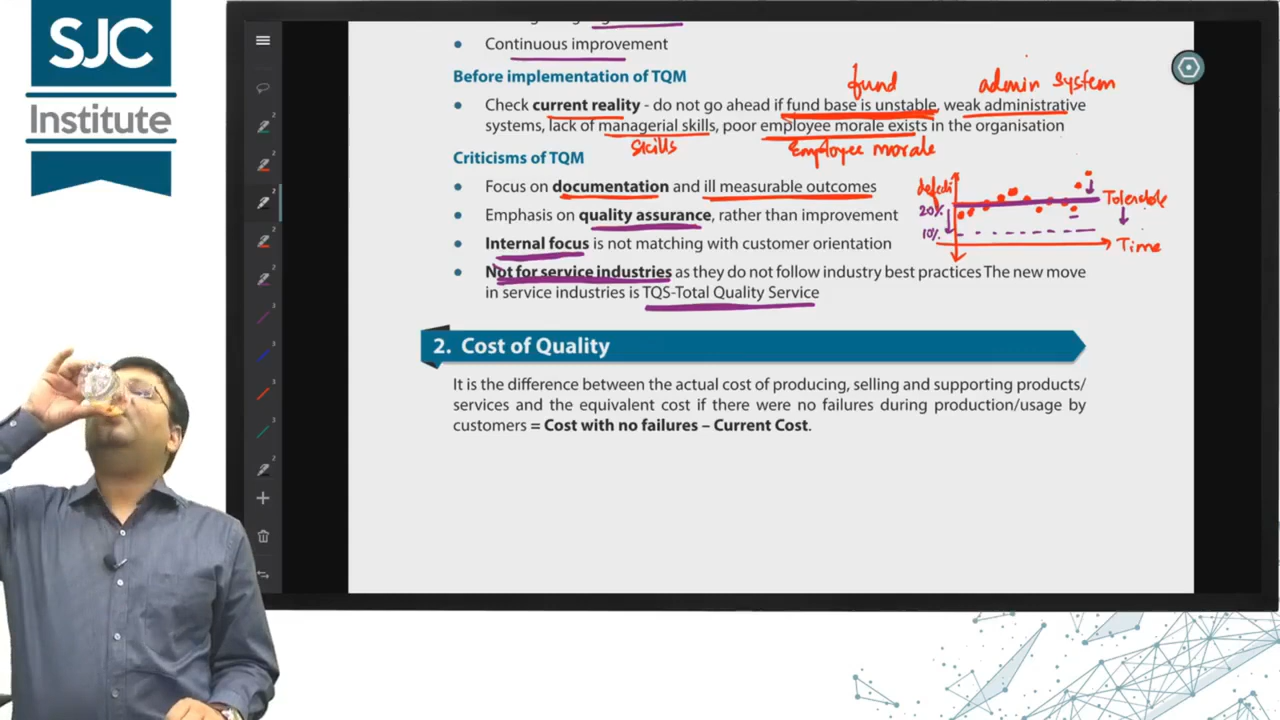 SJC
Institute
Continuous improvement
Before implementation of TQM
fund
admin system
Check current reality - do not go ahead if fund base is unstable, weak administrative
systems, lack of managerial skills, poor employee morale exists in the organisation
skills
Employee morale
Criticisms of TQM
Focus on documentation and ill measurable outcomes
Emphasis on quality assurance, rather than improvement
Internal focus is not matching with customer orientation
Not for service industries as they do not follow industry best practices The new move
in service industries is TQS-Total Quality Service
20%
10%
Tolerable
Time
2. Cost of Quality
It is the difference between the actual cost of producing, selling and supporting products/
services and the equivalent cost if there were no failures during production/usage by
customers = Cost with no failures – Current Cost.